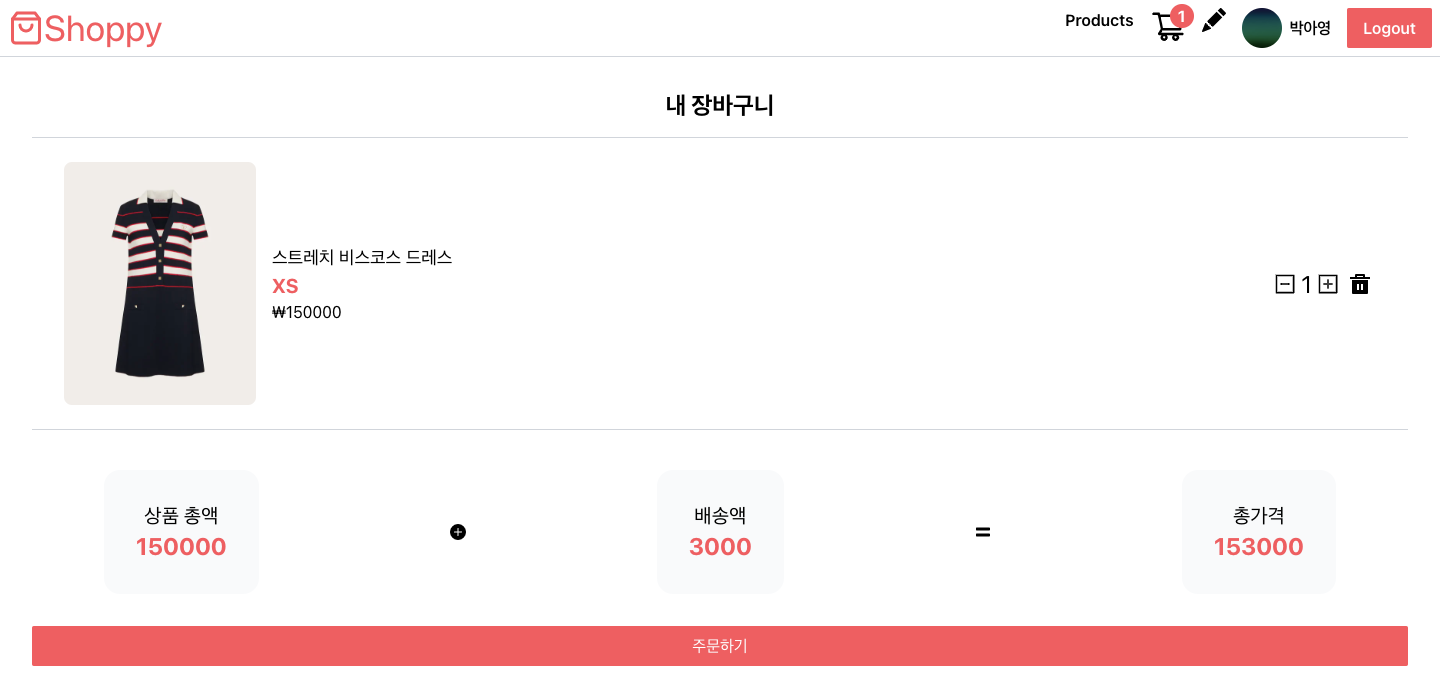 Shoppy
Products
1
박아영
Logout
내 장바구니
스트레치 비스코스 드레스
XS
₩150000
1
상품 총액
150000
배송액
3000
=
총가격
153000
주문하기